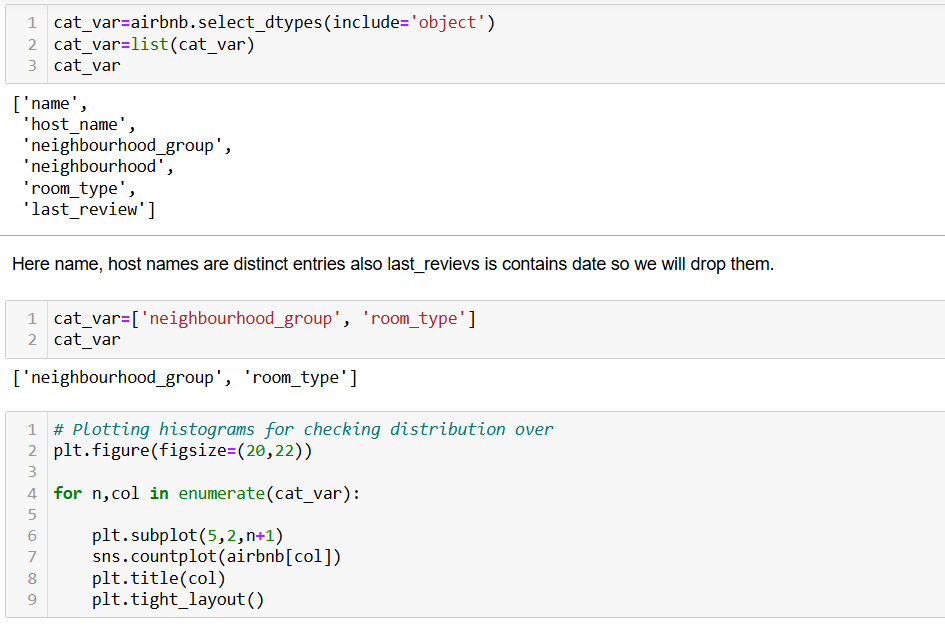 1 cat_var=airbnb.select_dtypes(include='object')
2 cat_var=list(cat_var)
3 cat_var
['name',
'host_name',
'neighbourhood_group',
'neighbourhood',
'room_type',
'last_review']
Here name, host names are distinct entries also last_revievs is contains date so we will drop them.
1 cat_var=['neighbourhood_group', 'room_type']
2 cat_var
['neighbourhood_group', 'room_type']
1 # Plotting histograms for checking distribution over
2 plt.figure(figsize=(20,22))
3
4 for n,col in enumerate(cat_var):
5
6 plt.subplot(5,2,n+1)
7 sns.countplot(airbnb[col])
8 plt.title(col)
9 plt.tight_layout()